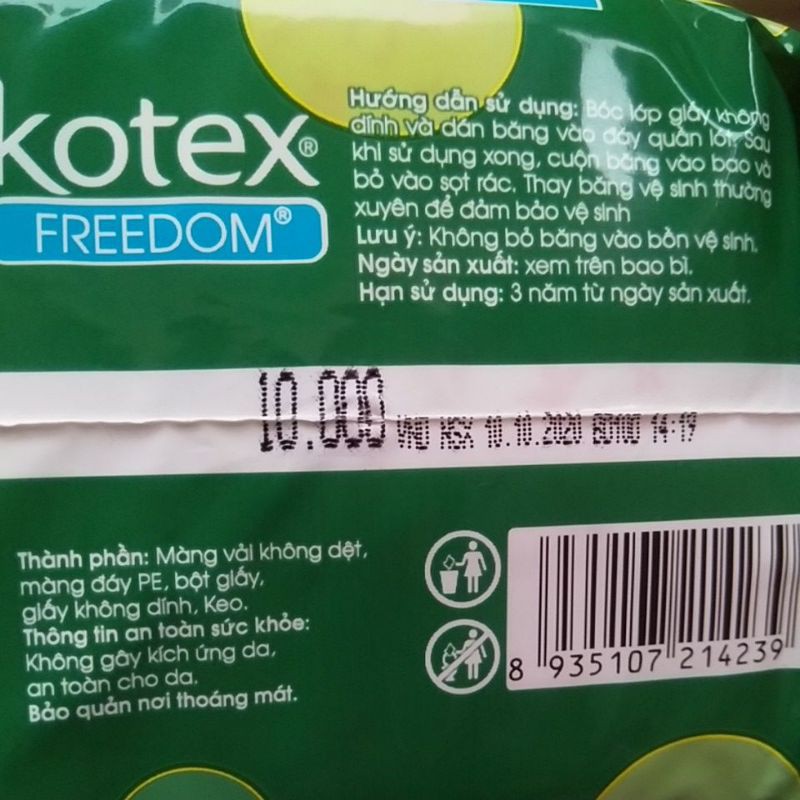 kotex®
FREEDOM®
Hướng dẫn sử dụng: Bóc lớp giấy không
dính và dán băng vào đáy quần lót. Sau
khi sử dụng xong, cuộn băng vào bao và
bỏ vào sọt rác. Thay băng vệ sinh thường
xuyên để đảm bảo vệ sinh
Lưu ý: Không bỏ băng vào bồn vệ sinh.
Ngày sản xuất: xem trên bao bì.
Hạn sử dụng: 3 năm từ ngày sản xuất.
10.000 VND NSX 10.10.2020 14:19
Thành phần: Màng vải không dệt,
màng đáy PE, bột giấy,
giấy không dính, Keo.
Thông tin an toàn sức khỏe:
Không gây kích ứng da,
an toàn cho da.
Bảo quản nơi thoáng mát.
8 935107 214239